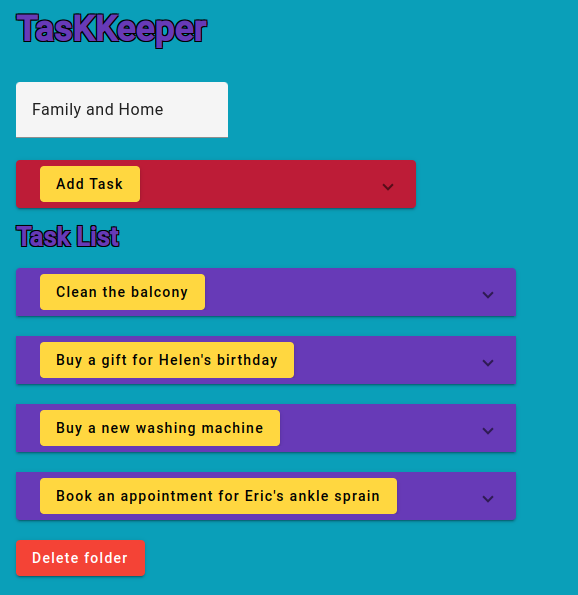 TasKKeeper
Family and Home
Add Task
Task List
Clean the balcony
Buy a gift for Helen's birthday
Buy a new washing machine
Book an appointment for Eric's ankle sprain
Delete folder